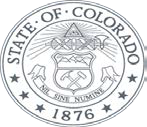 STATE·OF·COLORADO
NIL SINE NUMINE
1876